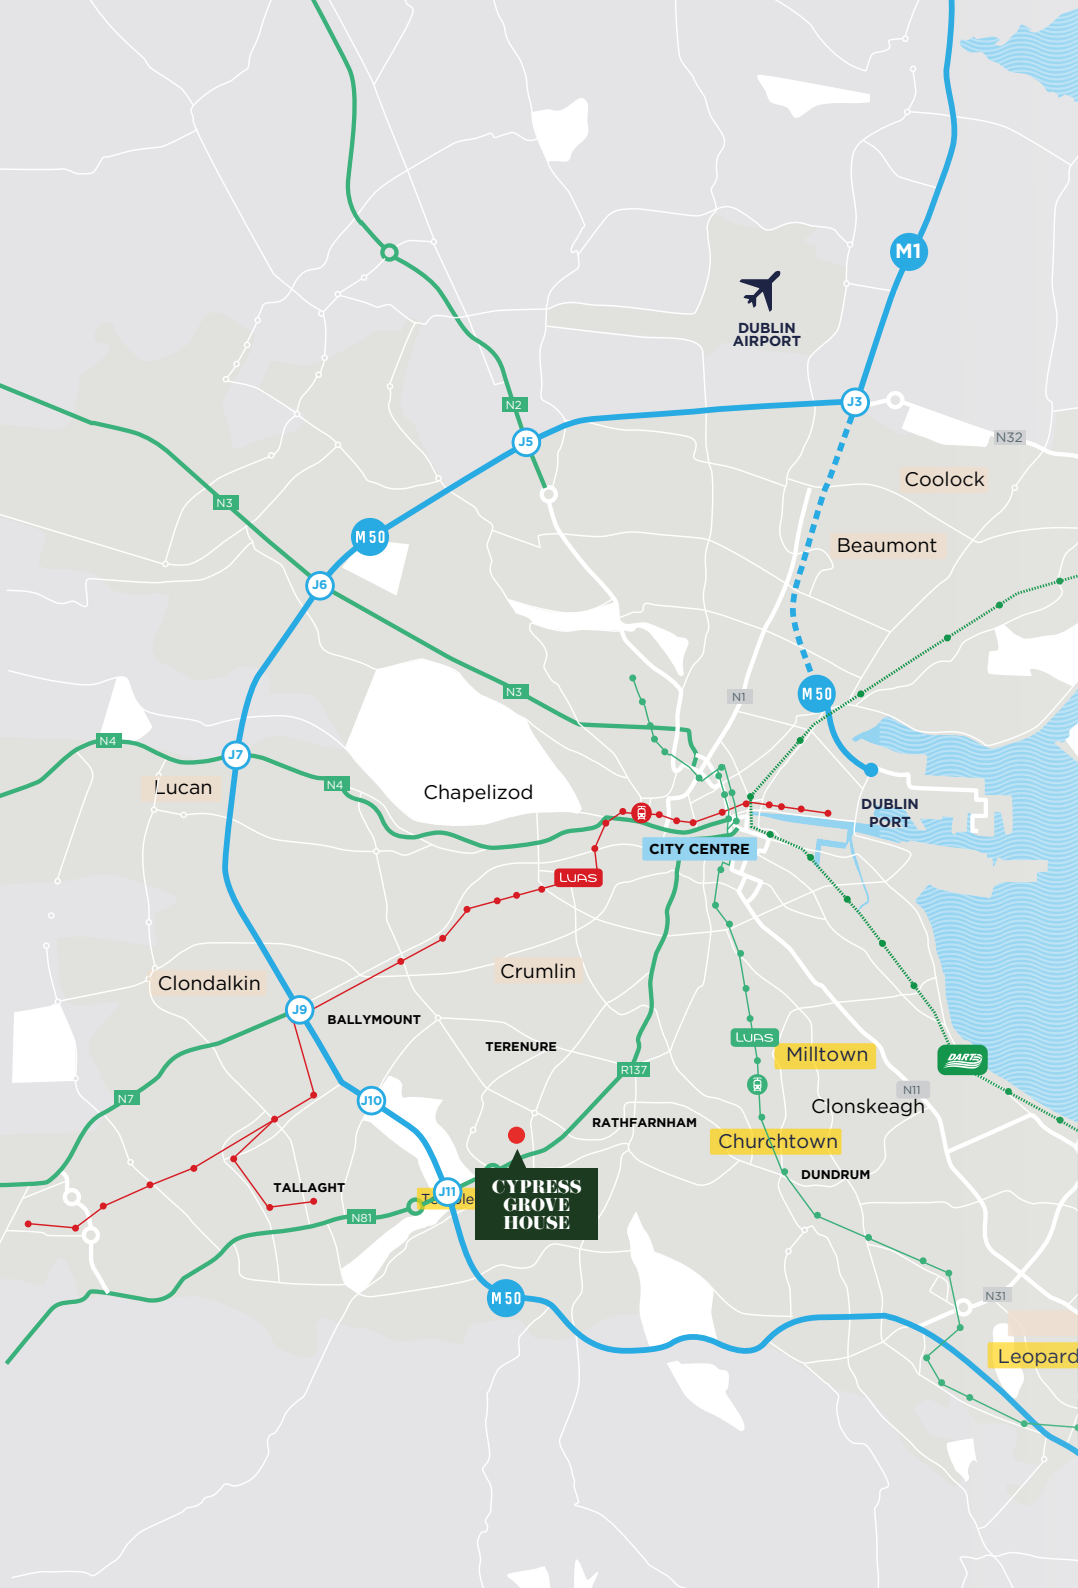 M1
DUBLIN
AIRPORT
J3
N2
J5
N32
Coolock
N3
M50
Beaumont
J6
N3
N1
M50
N4
J7
Lucan
N4
Chapelizod
DUBLIN
PORT
CITY CENTRE
LUAS
Crumlin
Clondalkin
J9
BALLYMOUNT
TERENURE
LUAS
Milltown
DART
R137
N7
J10
N11
Clonskeagh
RATHFARNHAM
Churchtown
DUNDRUM
TALLAGHT
J11
CYPRESS
GROVE
HOUSE
N81
M50
N31
Leopard